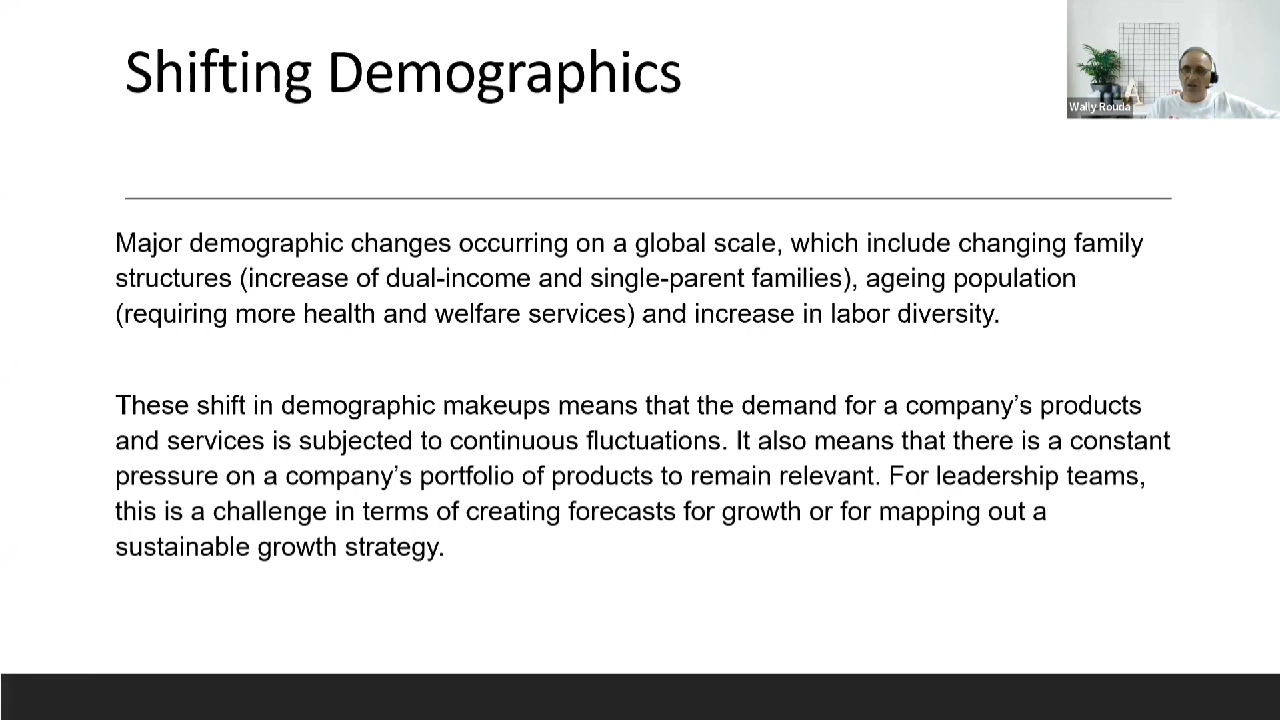 Shifting Demographics
Wally Rouda
Major demographic changes occurring on a global scale, which include changing family
structures (increase of dual-income and single-parent families), ageing population
(requiring more health and welfare services) and increase in labor diversity.
These shift in demographic makeups means that the demand for a company’s products
and services is subjected to continuous fluctuations. It also means that there is a constant
pressure on a company’s portfolio of products to remain relevant. For leadership teams,
this is a challenge in terms of creating forecasts for growth or for mapping out a
sustainable growth strategy.